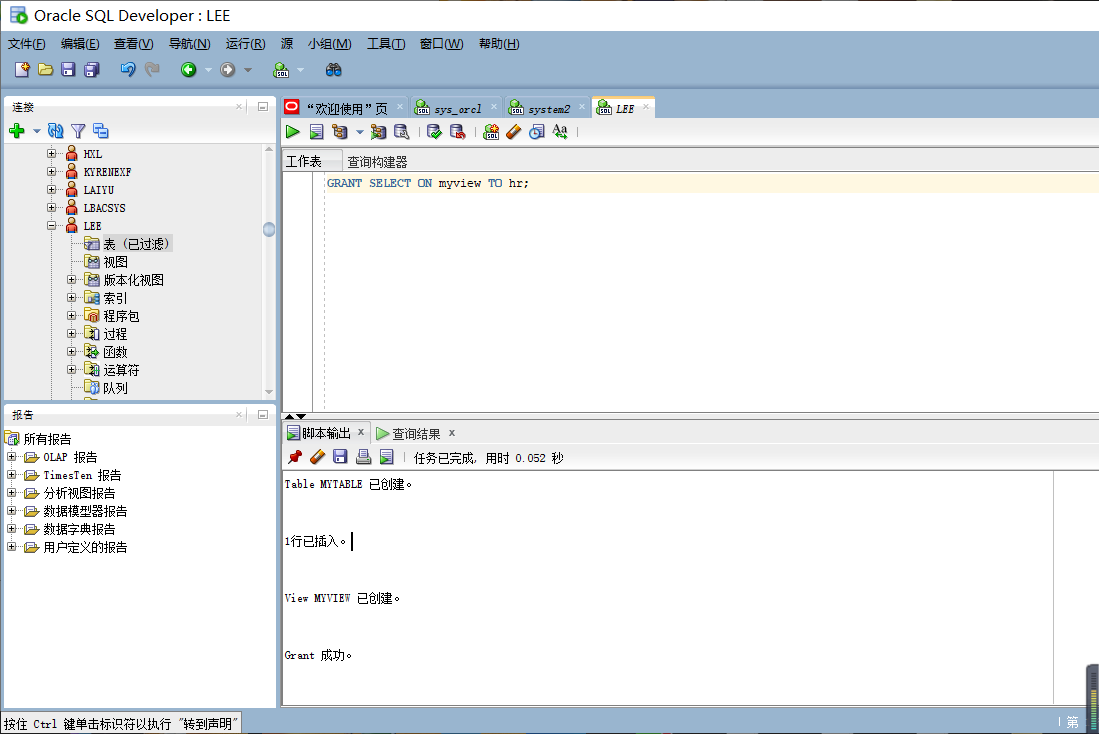 Oracle SQL Developer : LEE
文件(F) 编辑(E) 查看(V) 导航(N) 运行(R) 源 小组(M) 工具(T) 窗口(W) 帮助(H)
连接
HXL
KYRENEXF
LAIYU
LBACSYS
LEE
表 (已过滤)
视图
版本化视图
索引
程序包
过程
函数
运算符
队列
报告
所有报告
OLAP 报告
TimesTen 报告
分析视图报告
数据模型器报告
数据字典报告
用户定义的报告
“欢迎使用”页 sys_orcl system2 LEE
工作表 查询构建器
GRANT SELECT ON myview TO hr;
脚本输出 查询结果
任务已完成, 用时 0.052 秒
Table MYTABLE 已创建。
1行已插入。
View MYVIEW 已创建。
Grant 成功。
按住 Ctrl 键单击标识符以执行 "转到声明"
第